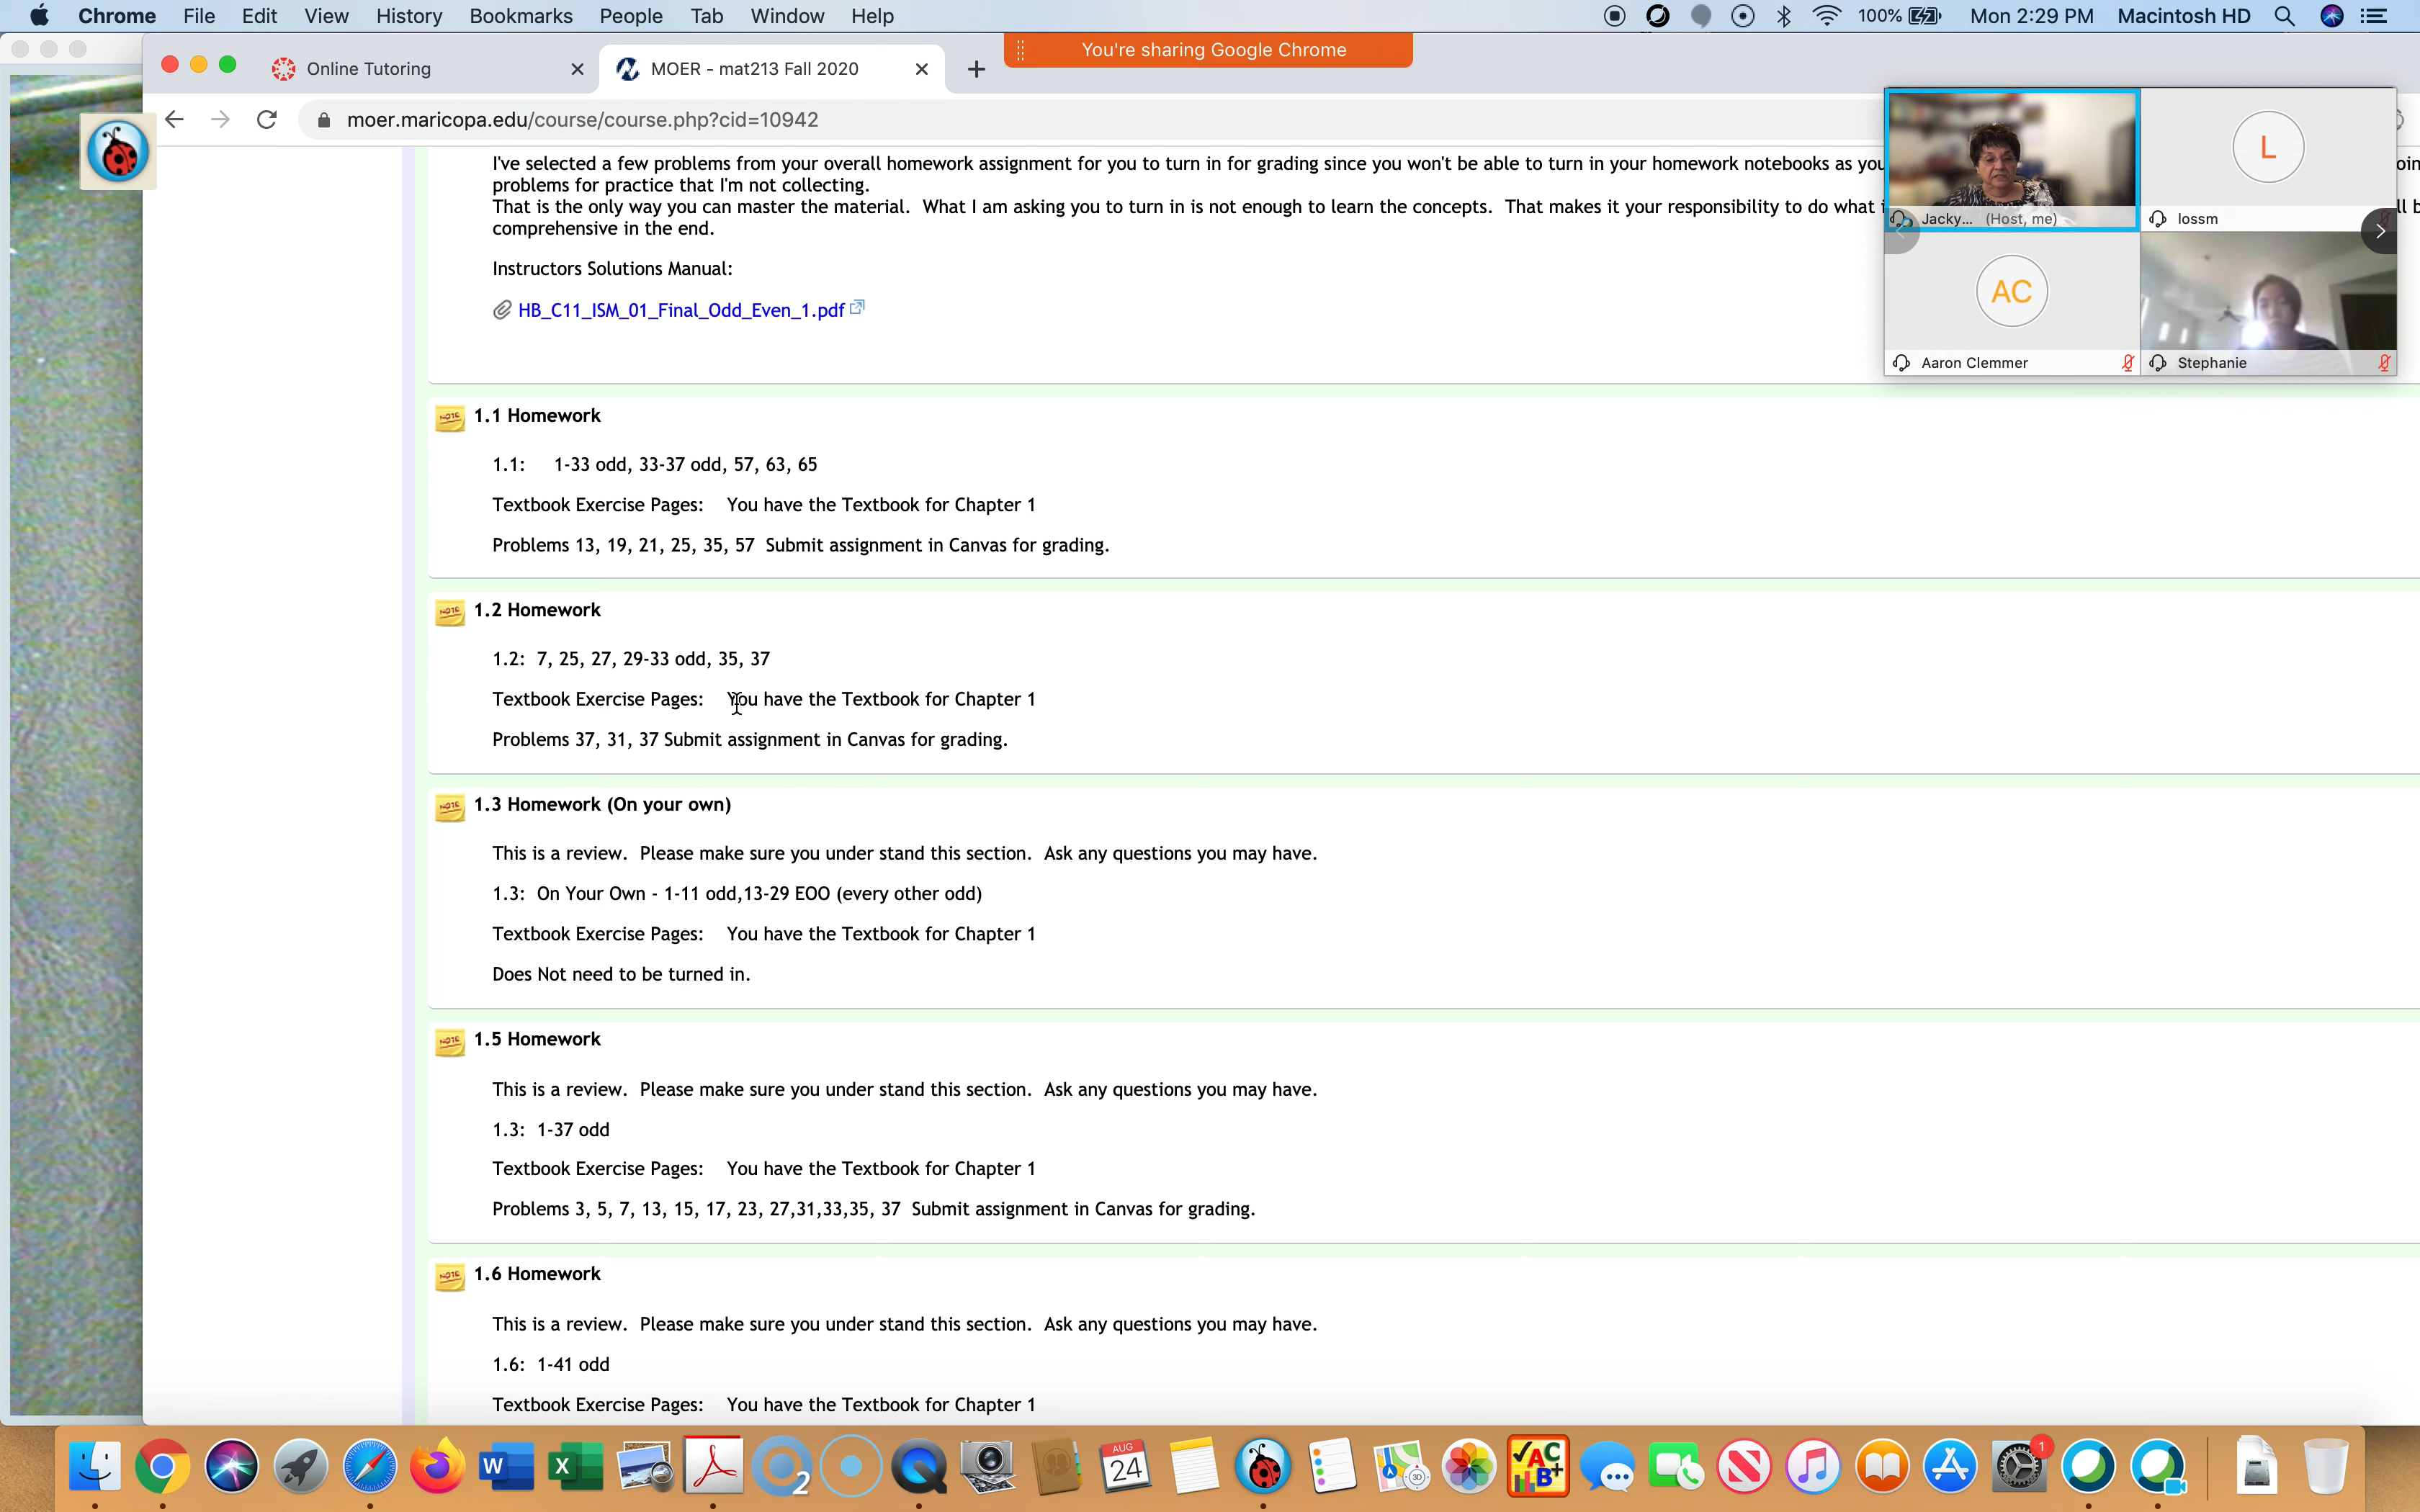 Chrome File Edit View History Bookmarks People Tab Window Help 100% Mon 2:29 PM Macintosh HD
Online Tutoring
MOER - mat213 Fall 2020
You're sharing Google Chrome
moer.maricopa.edu/course/course.php?cid=10942
Jacky... (Host, me)
L
lossm
AC
Aaron Clemmer
Stephanie
I've selected a few problems from your overall homework assignment for you to turn in for grading since you won't be able to turn in your homework notebooks as you
problems for practice that I'm not collecting.
That is the only way you can master the material. What I am asking you to turn in is not enough to learn the concepts. That makes it your responsibility to do what
comprehensive in the end.
Instructors Solutions Manual:
HB_C11_ISM_01_Final_Odd_Even_1.pdf
NOTE 1.1 Homework
1.1: 1-33 odd, 33-37 odd, 57, 63, 65
Textbook Exercise Pages: You have the Textbook for Chapter 1
Problems 13, 19, 21, 25, 35, 57 Submit assignment in Canvas for grading.
NOTE 1.2 Homework
1.2: 7, 25, 27, 29-33 odd, 35, 37
Textbook Exercise Pages: You have the Textbook for Chapter 1
Problems 37, 31, 37 Submit assignment in Canvas for grading.
NOTE 1.3 Homework (On your own)
This is a review. Please make sure you under stand this section. Ask any questions you may have.
1.3: On Your Own - 1-11 odd,13-29 EOO (every other odd)
Textbook Exercise Pages: You have the Textbook for Chapter 1
Does Not need to be turned in.
NOTE 1.5 Homework
This is a review. Please make sure you under stand this section. Ask any questions you may have.
1.3: 1-37 odd
Textbook Exercise Pages: You have the Textbook for Chapter 1
Problems 3, 5, 7, 13, 15, 17, 23, 27,31,33,35, 37 Submit assignment in Canvas for grading.
NOTE 1.6 Homework
This is a review. Please make sure you under stand this section. Ask any questions you may have.
1.6: 1-41 odd
Textbook Exercise Pages: You have the Textbook for Chapter 1
W X 2 AUG 24 3D AC B+ N 1